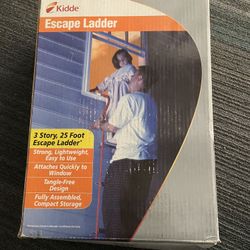 Kidde
Escape Ladder
3 Story, 25 Foot
Escape Ladder*
Strong, Lightweight,
Easy to Use
Attaches Quickly to
Window
Tangle-Free
Design
Fully Assembled,
Compact Storage